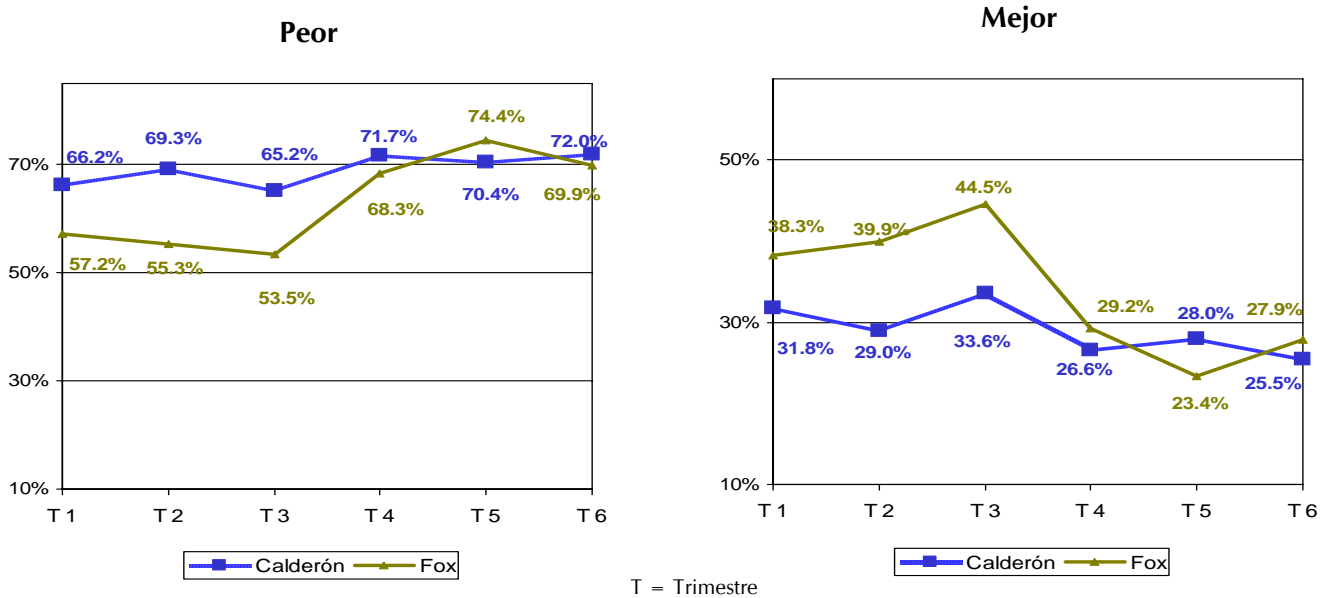 Peor
74.4%
66.2%
69.3%
65.2%
71.7%
72.0%
70%
70.4%
69.9%
68.3%
57.2%
55.3%
53.5%
50%
30%
10%
T 1
T 2
T 3
T 4
T 5
T 6
Calderón
Fox
Mejor
50%
44.5%
38.3%
39.9%
29.2%
28.0%
27.9%
30%
31.8%
29.0%
33.6%
26.6%
25.5%
23.4%
10%
T 1
T 2
T 3
T 4
T 5
T 6
Calderón
Fox
T = Trimestre